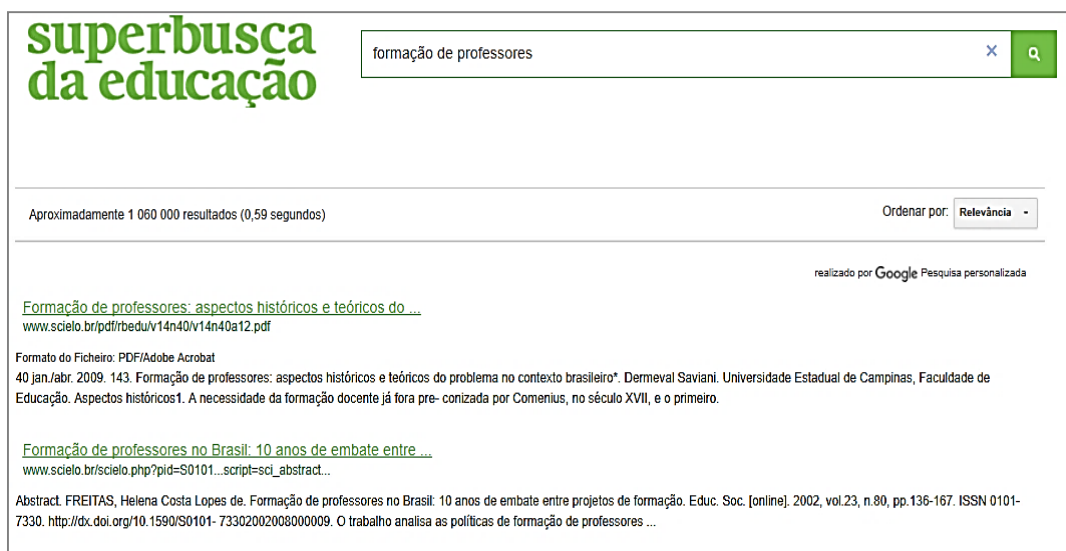 superbusca
da educação
formação de professores
Aproximadamente 1 060 000 resultados (0,59 segundos)
Ordenar por: Relevância
realizado por Google Pesquisa personalizada
Formação de professores: aspectos históricos e teóricos do ...
www.scielo.br/pdf/rbedu/v14n40/v14n40a12.pdf
Formato do Ficheiro: PDF/Adobe Acrobat
40 jan./abr. 2009. 143. Formação de professores: aspectos históricos e teóricos do problema no contexto brasileiro*. Dermeval Saviani. Universidade Estadual de Campinas, Faculdade de
Educação. Aspectos históricos1. A necessidade da formação docente já fora pre- conizada por Comenius, no século XVII, e o primeiro.
Formação de professores no Brasil: 10 anos de embate entre ...
www.scielo.br/scielo.php?pid=S0101...script=sci_abstract...
Abstract. FREITAS, Helena Costa Lopes de. Formação de professores no Brasil: 10 anos de embate entre projetos de formação. Educ. Soc. [online]. 2002, vol.23, n.80, pp.136-167. ISSN 0101-
7330. http://dx.doi.org/10.1590/S0101- 73302002008000009. O trabalho analisa as políticas de formação de professores ...